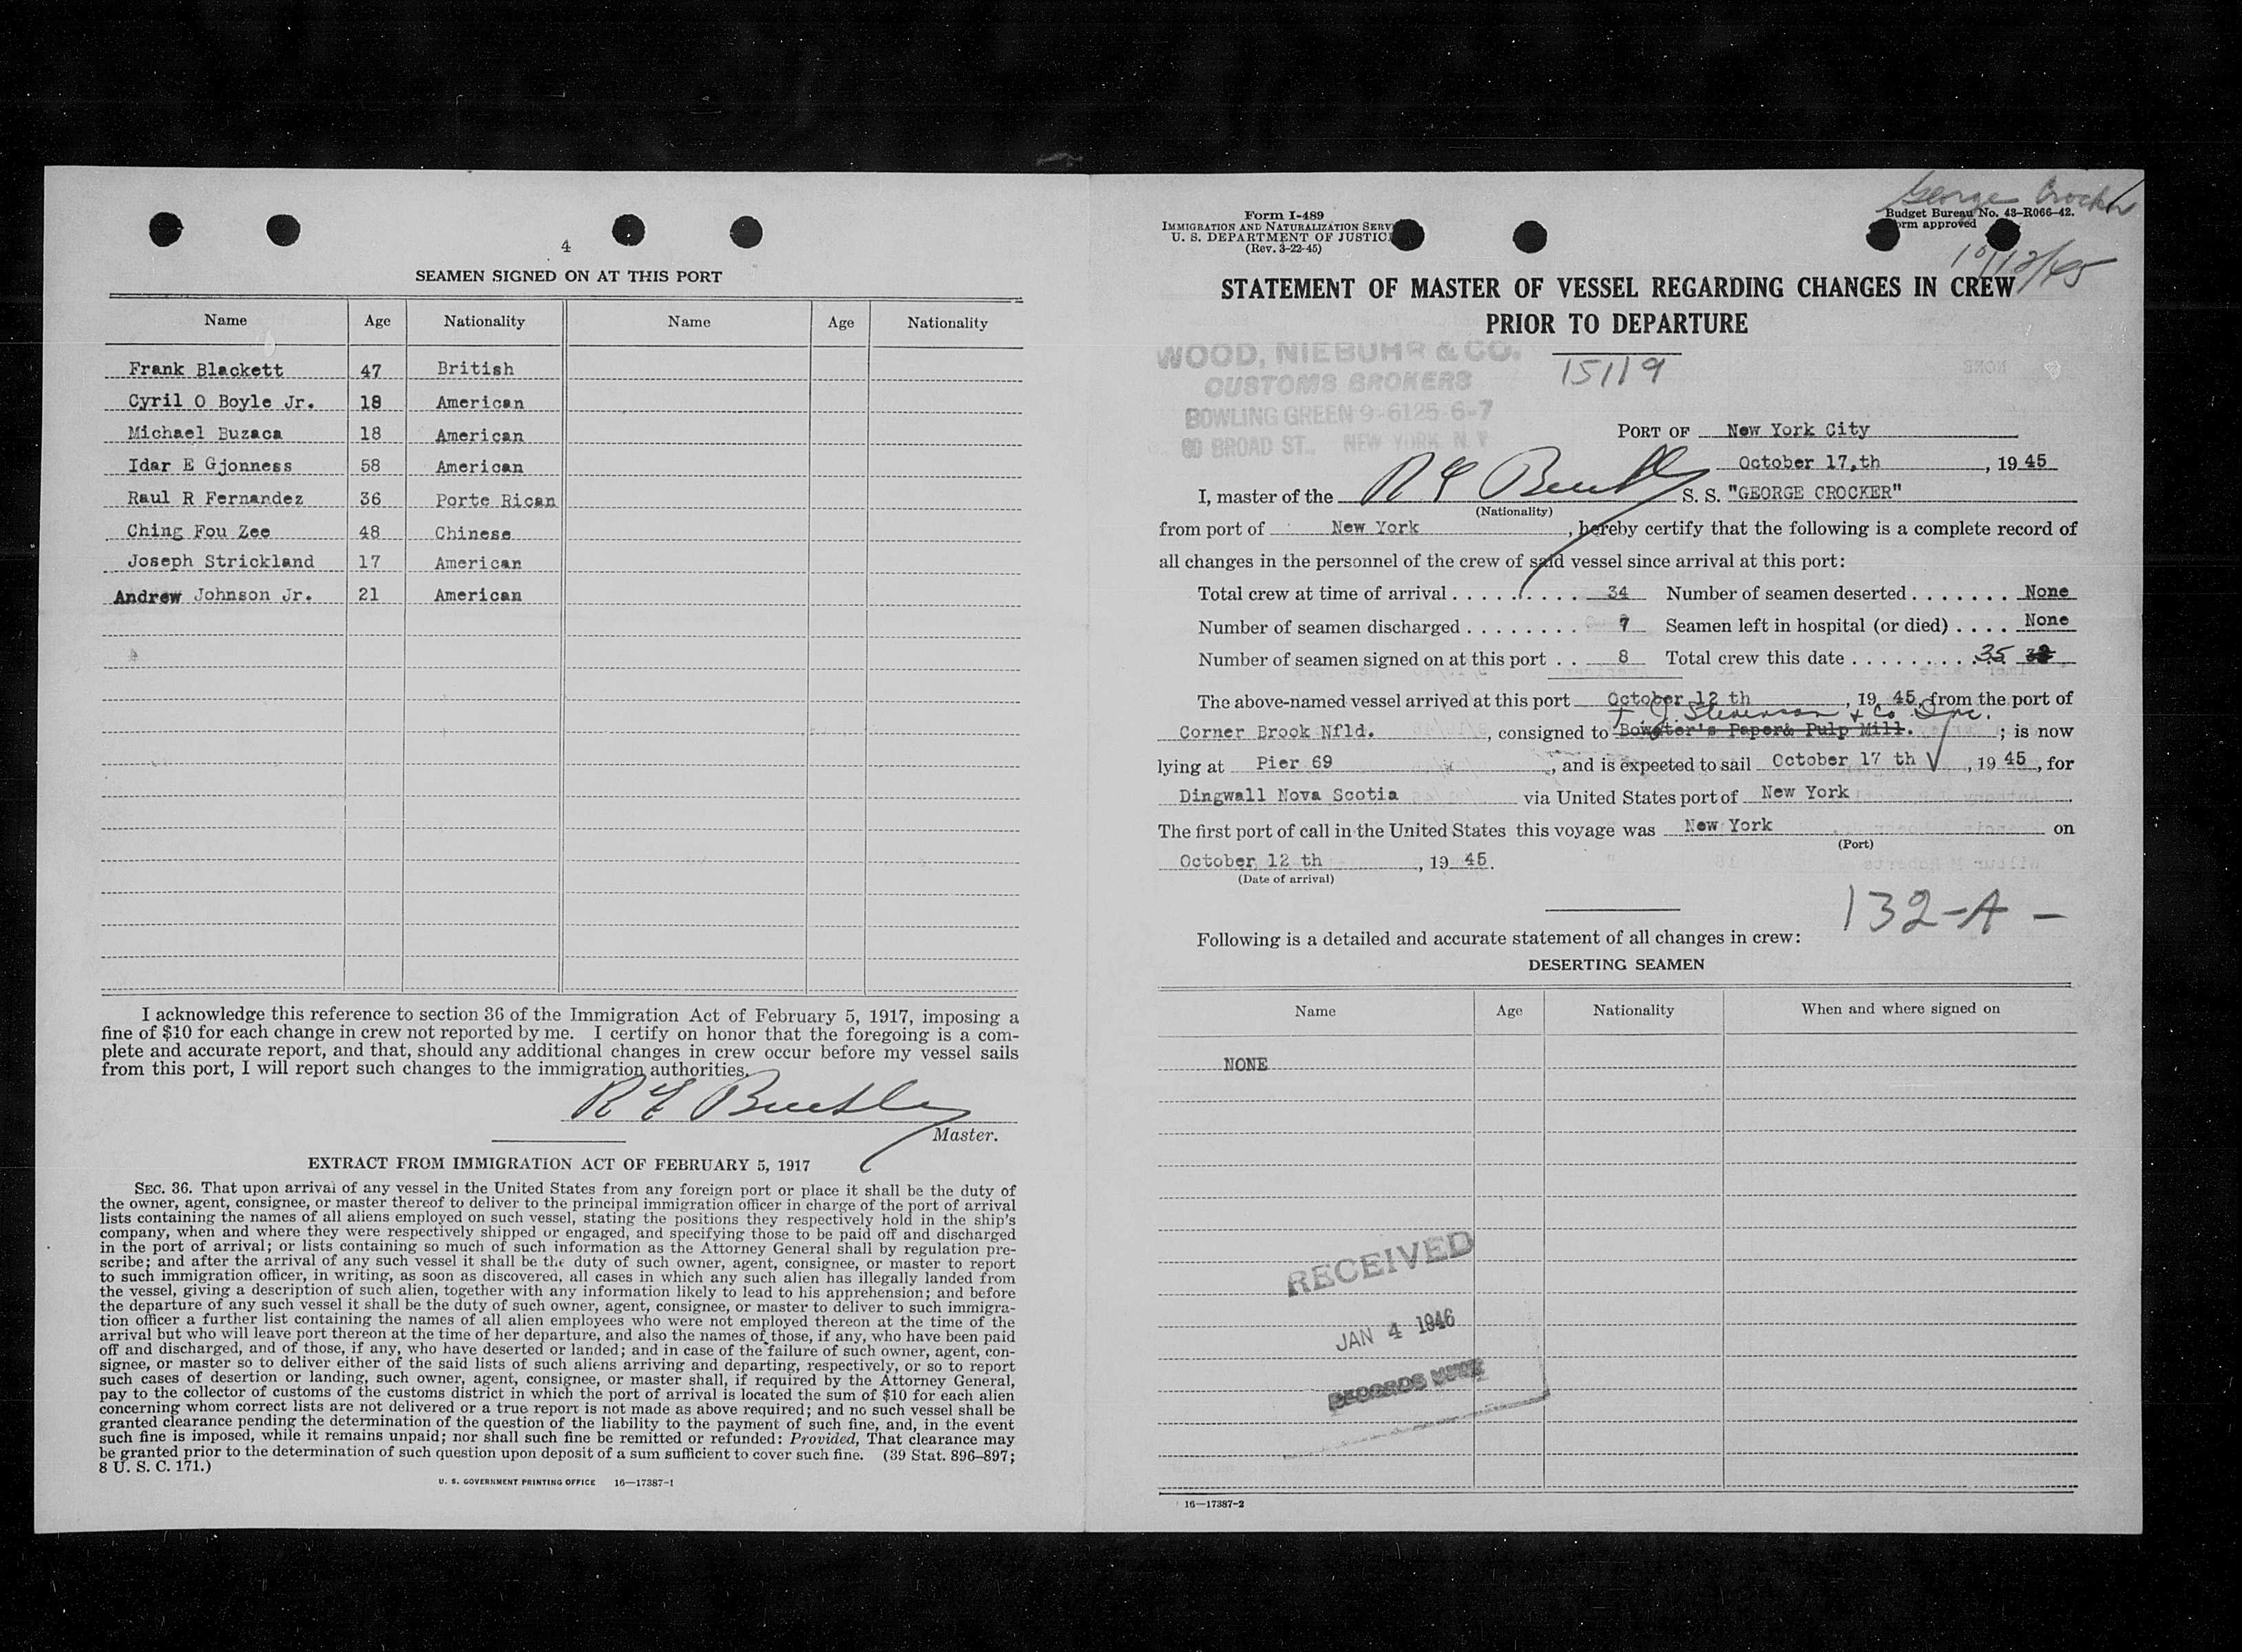 4
SEAMEN SIGNED ON AT THIS PORT
Name Age Nationality Name Age Nationality
Frank Blackett 47 British
Cyril O Boyle Jr. 18 American
Michael Buzaca 18 American
Idar E Gjonness 58 American
Raul R Fernandez 36 Porte Rican
Ching Fou Zee 48 Chinese
Joseph Strickland 17 American
Andrew Johnson Jr. 21 American
I acknowledge this reference to section 36 of the Immigration Act of February 5, 1917, imposing a
fine of $10 for each change in crew not reported by me. I certify on honor that the foregoing is a com-
plete and accurate report, and that, should any additional changes in crew occur before my vessel sails
from this port, I will report such changes to the immigration authorities.
Master.
EXTRACT FROM IMMIGRATION ACT OF FEBRUARY 5, 1917
SEC. 36. That upon arrival of any vessel in the United States from any foreign port or place it shall be the duty of
the owner, agent, consignee, or master thereof to deliver to the principal immigration officer in charge of the port of arrival
lists containing the names of all aliens employed on such vessel, stating the positions they respectively hold in the ship's
company, when and where they were respectively shipped or engaged, and specifying those to be paid off and discharged
in the port of arrival; or lists containing so much of such information as the Attorney General shall by regulation pre-
scribe; and after the arrival of any such vessel it shall be the duty of such owner, agent, consignee, or master to report
to such immigration officer, in writing, as soon as discovered, all cases in which any such alien has illegally landed from
the vessel, giving a description of such alien, together with any information likely to lead to his apprehension; and before
the departure of any such vessel it shall be the duty of such owner, agent, consignee, or master to deliver to such immigra-
tion officer a further list containing the names of all alien employees who were not employed thereon at the time of the
arrival but who will leave port thereon at the time of her departure, and also the names of those, if any, who have been paid
off and discharged, and of those, if any, who have deserted or landed; and in case of the failure of such owner, agent, con-
signee, or master so to deliver either of the said lists of such aliens arriving and departing, respectively, or so to report
such cases of desertion or landing, such owner, agent, consignee, or master shall, if required by the Attorney General,
pay to the collector of customs of the customs district in which the port of arrival is located the sum of $10 for each alien
concerning whom correct lists are not delivered or a true report is not made as above required; and no such vessel shall be
granted clearance pending the determination of the question of the liability to the payment of such fine, and, in the event
such fine is imposed, while it remains unpaid; nor shall such fine be remitted or refunded: Provided, That clearance may
be granted prior to the determination of such question upon deposit of a sum sufficient to cover such fine. (39 Stat. 896–897;
8 U. S. C. 171.)
U. S. GOVERNMENT PRINTING OFFICE 16—17387-1
George Crocker
Form I-489
IMMIGRATION AND NATURALIZATION SERV
U. S. DEPARTMENT OF JUSTIC
(Rev. 3-22-45)
Budget Bureau No. 43-R066-42.
orm approved
10/12/45
STATEMENT OF MASTER OF VESSEL REGARDING CHANGES IN CREW
PRIOR TO DEPARTURE
WOOD, NIEBUHR & CO.
CUSTOMS BROKERS
BOWLING GREEN 9-6125-6-7
80 BROAD ST., NEW YORK N. Y
15119
PORT OF New York City
October 17,th, 19 45
I, master of the S. S. "GEORGE CROCKER"
(Nationality)
from port of New York, hereby certify that the following is a complete record of
all changes in the personnel of the crew of said vessel since arrival at this port:
Total crew at time of arrival 34 Number of seamen deserted None
Number of seamen discharged 7 Seamen left in hospital (or died) None
Number of seamen signed on at this port 8 Total crew this date 35
The above-named vessel arrived at this port October 12 th, 19 45, from the port of
T. J. Stevenson & Co. Inc.
Corner Brook Nfld., consigned to Bowater's Paper& Pulp Mill.; is now
lying at Pier 69, and is expected to sail October 17 th, 19 45, for
Dingwall Nova Scotia via United States port of New York
The first port of call in the United States this voyage was New York on
(Port)
October 12 th, 19 45.
(Date of arrival)
132-A -
Following is a detailed and accurate statement of all changes in crew:
DESERTING SEAMEN
Name Age Nationality When and where signed on
NONE
RECEIVED
JAN 4 1946
RECORDS
16—17387-2